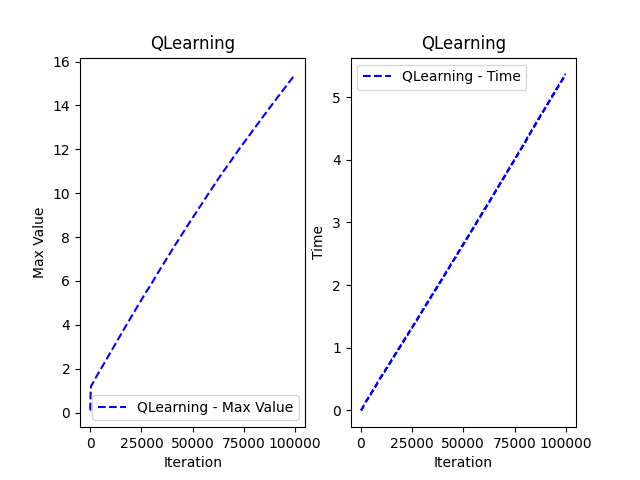 QLearning
16
14
12
10
8
6
4
2
0
Max Value
QLearning - Max Value
0 25000 50000 75000 100000
Iteration
QLearning
QLearning - Time
5
4
3
2
1
0
Time
0 25000 50000 75000 100000
Iteration